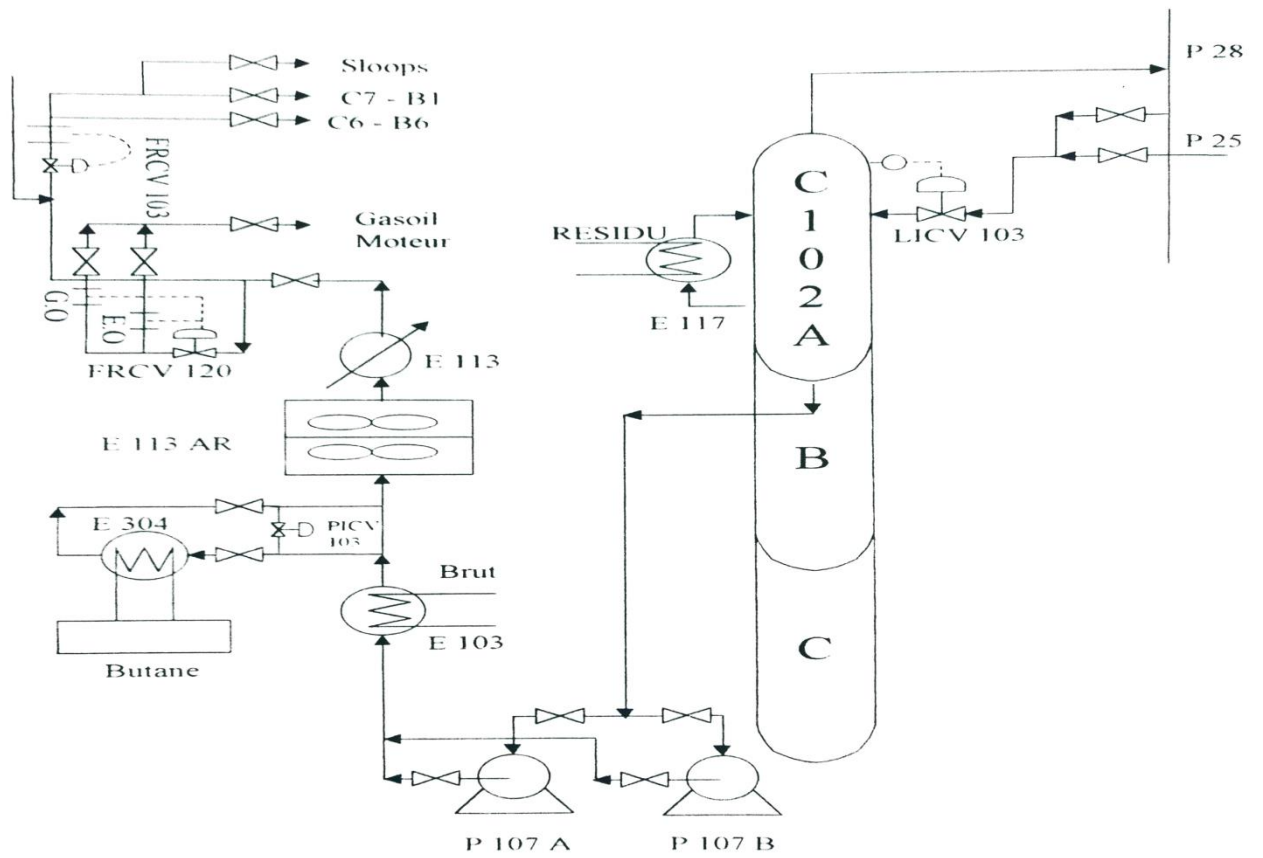 Sloops
C7 - B1
C6 - B6
FRCV 103
Gasoil
Moteur
G.O
E.O
FRCV 120
E 113
E 113 AR
E 304
PICV
103
Butane
Brut
E 103
P 107 A
P 107 B
RESIDU
E 117
C
1
0
2
A
B
C
LICV 103
P 28
P 25